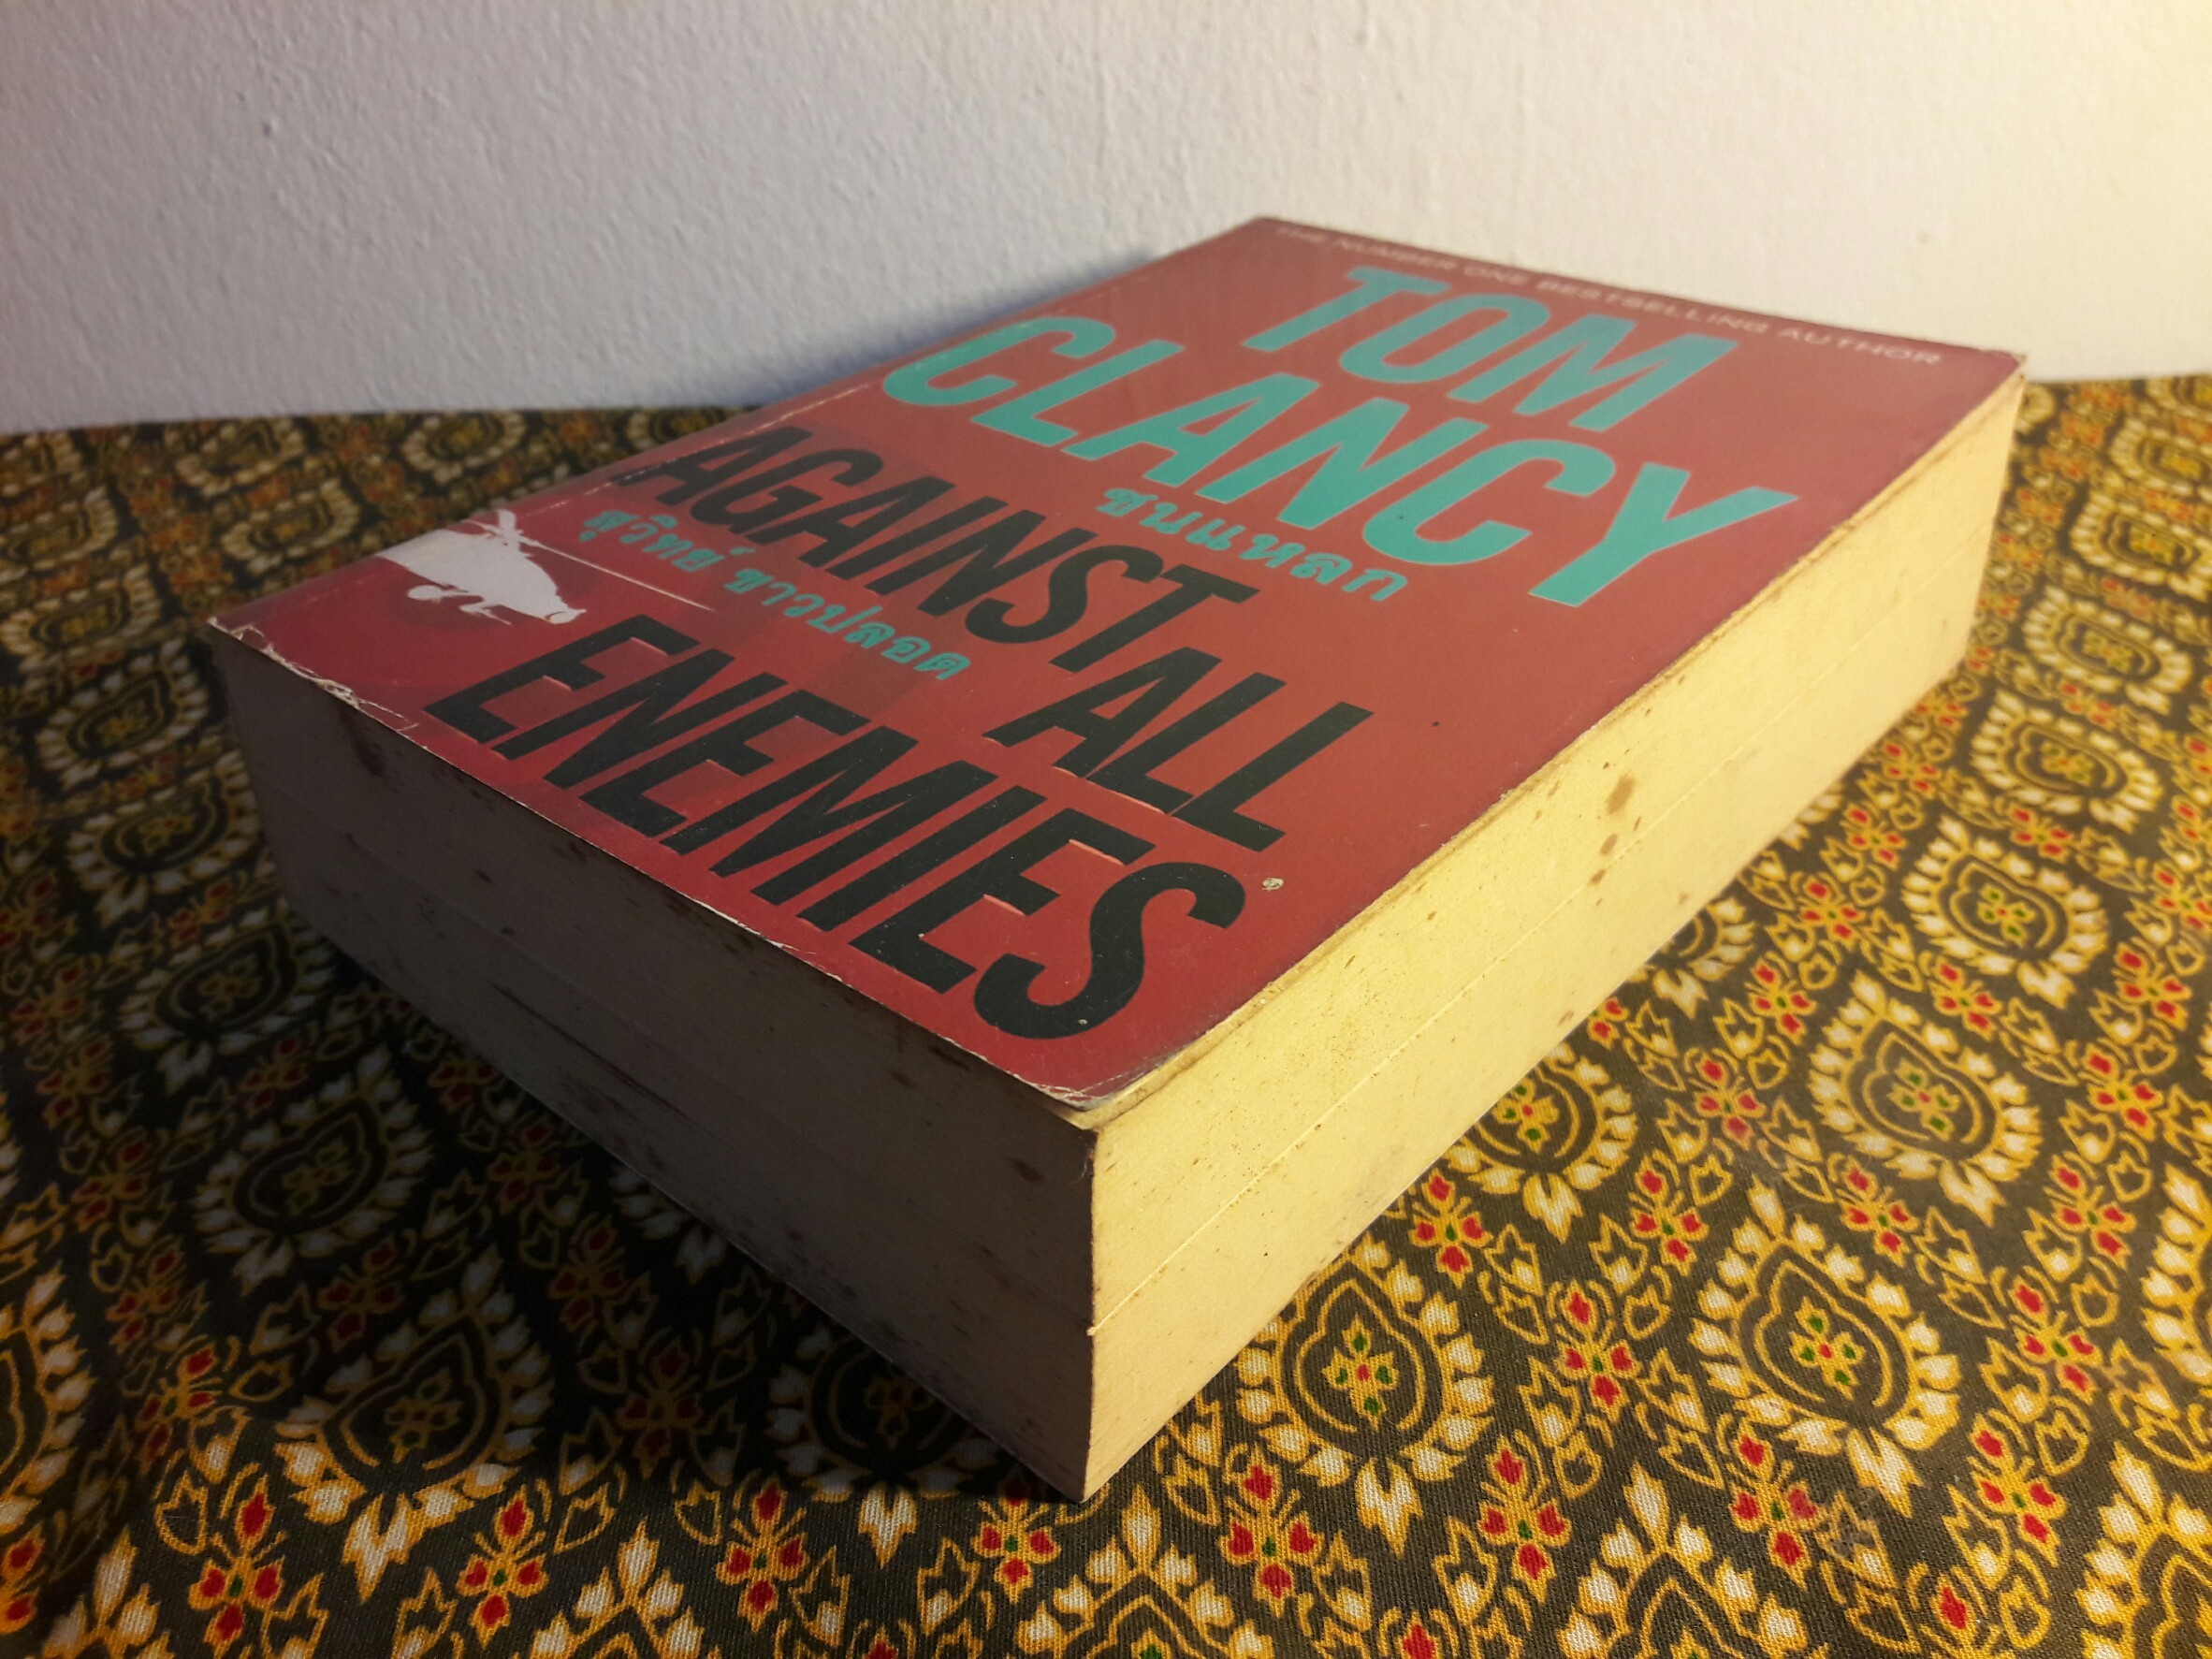 THE NUMBER ONE BESTSELLING AUTHOR
TOM
CLANCY
ชนแหลก
AGAINST ALL
สุวิทย์ ขาวปลอด
ENEMIES